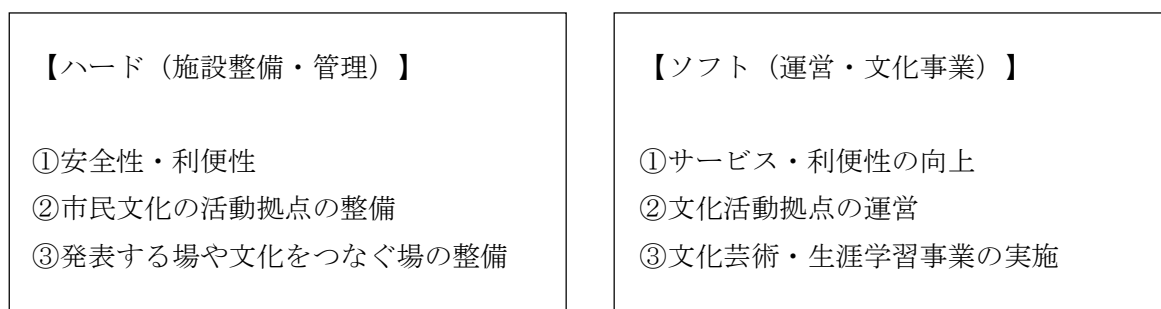 【ハード（施設整備・管理）】
①安全性・利便性
②市民文化の活動拠点の整備
③発表する場や文化をつなぐ場の整備
【ソフト（運営・文化事業）】
①サービス・利便性の向上
②文化活動拠点の運営
③文化芸術・生涯学習事業の実施